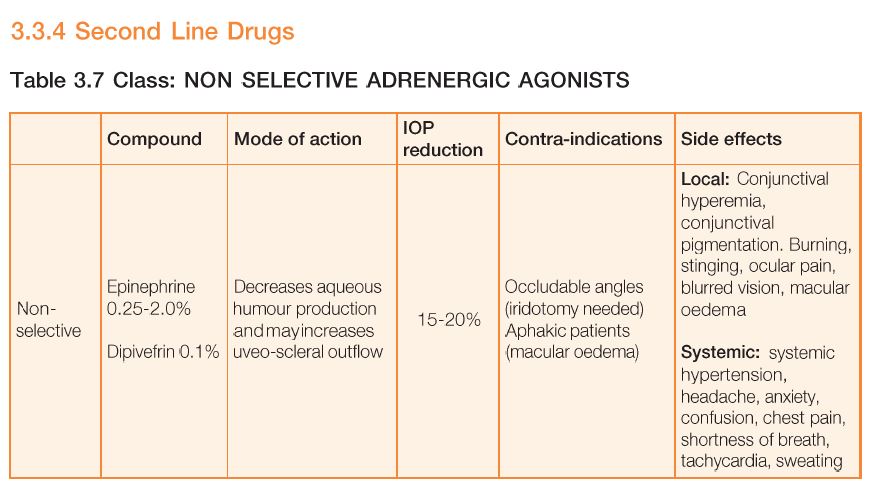 3.3.4 Second Line Drugs
Table 3.7 Class: NON SELECTIVE ADRENERGIC AGONISTS
Compound
Mode of action
IOP
reduction
Contra-indications
Side effects
Non-
selective
Epinephrine
0.25-2.0%
Dipivefrin 0.1%
Decreases aqueous
humour production
and may increases
uveo-scleral outflow
15-20%
Occludable angles
(iridotomy needed)
Aphakic patients
(macular oedema)
Local: Conjunctival
hyperemia,
conjunctival
pigmentation. Burning,
stinging, ocular pain,
blurred vision, macular
oedema
Systemic: systemic
hypertension,
headache, anxiety,
confusion, chest pain,
shortness of breath,
tachycardia, sweating